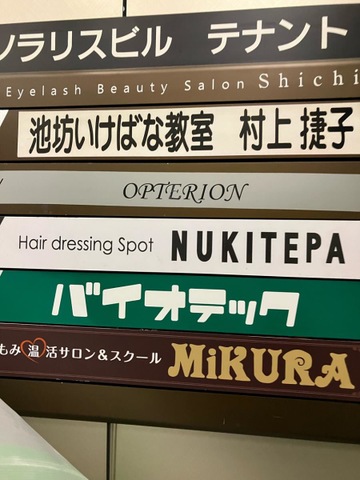 ソラリスビル テナント
Eyelash Beauty Salon Shichi
池坊いけばな教室 村上 捷子
OPTERION
Hair dressing Spot NUKITEPA
バイオテック
もみ温活サロン&スクール MiKURA